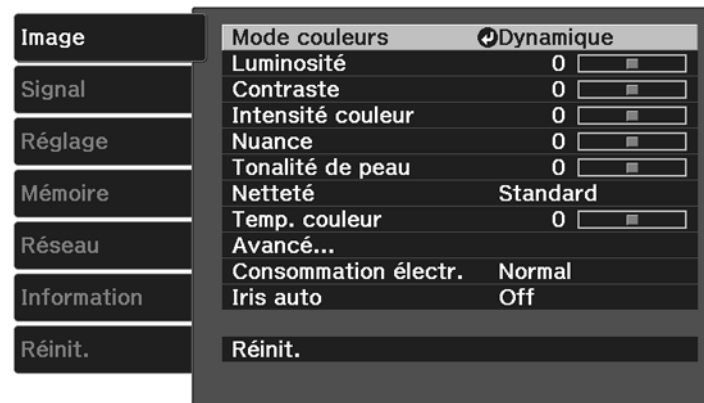 Image
Signal
Réglage
Mémoire
Réseau
Information
Réinit.
Mode couleurs Dynamique
Luminosité 0
Contraste 0
Intensité couleur 0
Nuance 0
Tonalité de peau 0
Netteté Standard
Temp. couleur 0
Avancé...
Consommation électr. Normal
Iris auto Off
Réinit.